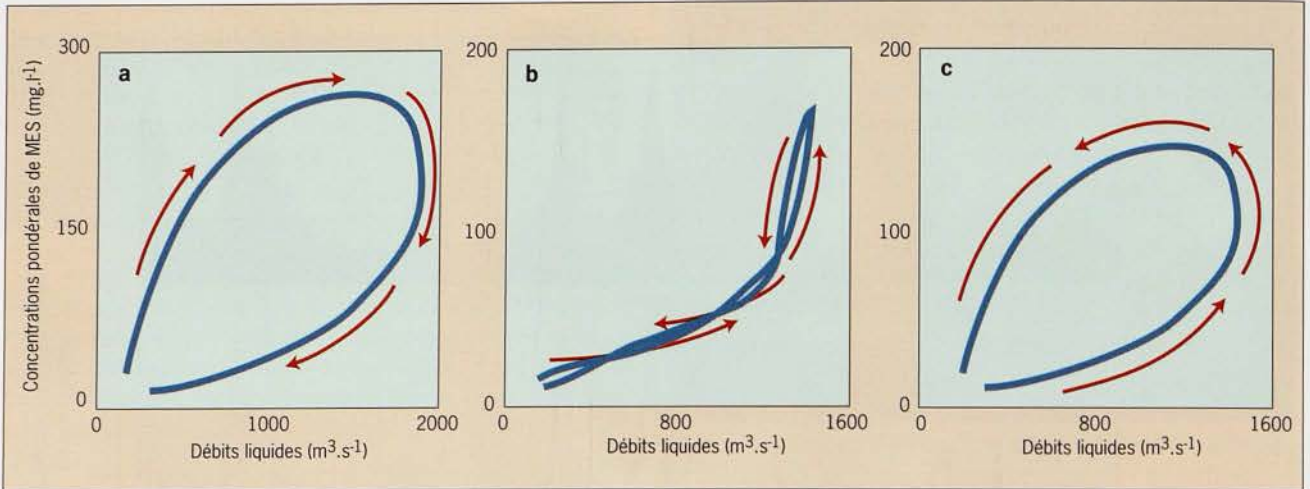 Concentrations pondérales de MES (mg.l-1)
300
150
0
a
0 1000 2000
Débits liquides (m3.s-1)
200
100
0
b
0 800 1600
Débits liquides (m3.s-1)
200
100
0
c
0 800 1600
Débits liquides (m3.s-1)